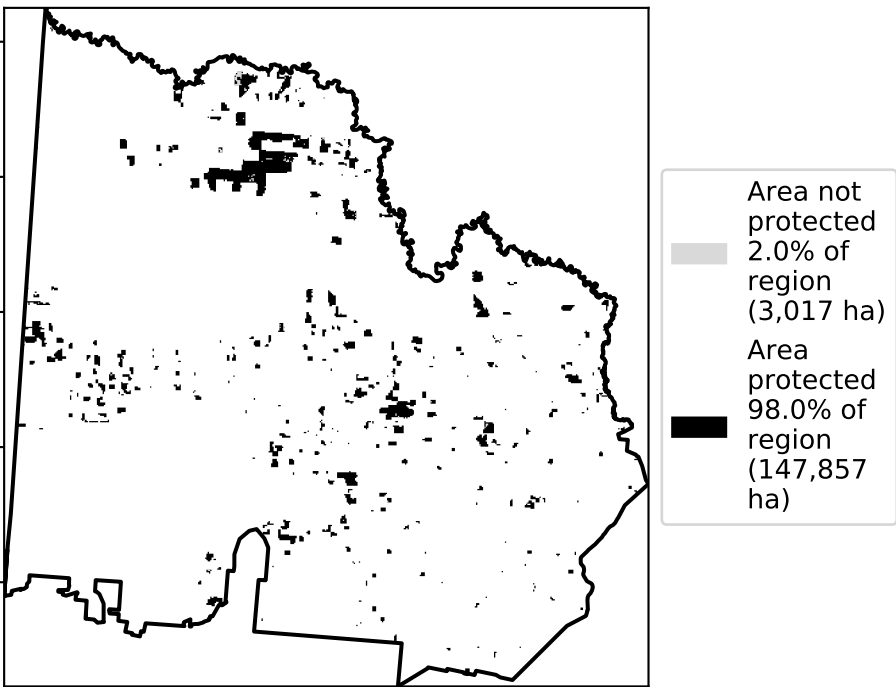 Area not
protected
2.0% of
region
(3,017 ha)
Area
protected
98.0% of
region
(147,857
ha)